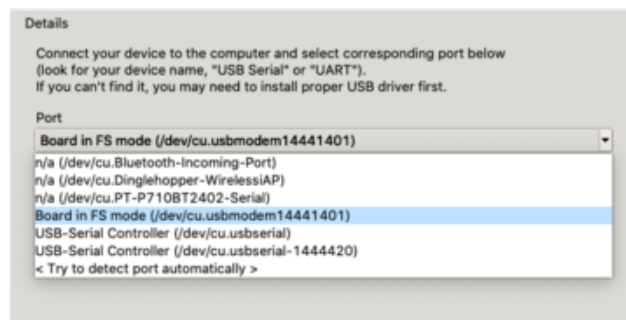 Details
Connect your device to the computer and select corresponding port below
(look for your device name, "USB Serial" or "UART").
If you can't find it, you may need to install proper USB driver first.
Port
Board in FS mode (/dev/cu.usbmodem14441401)
n/a (/dev/cu.Bluetooth-Incoming-Port)
n/a (/dev/cu.Dinglehopper-WirelessiAP)
n/a (/dev/cu.PT-P710BT2402-Serial)
Board in FS mode (/dev/cu.usbmodem14441401)
USB-Serial Controller (/dev/cu.usbserial)
USB-Serial Controller (/dev/cu.usbserial-1444420)
< Try to detect port automatically >